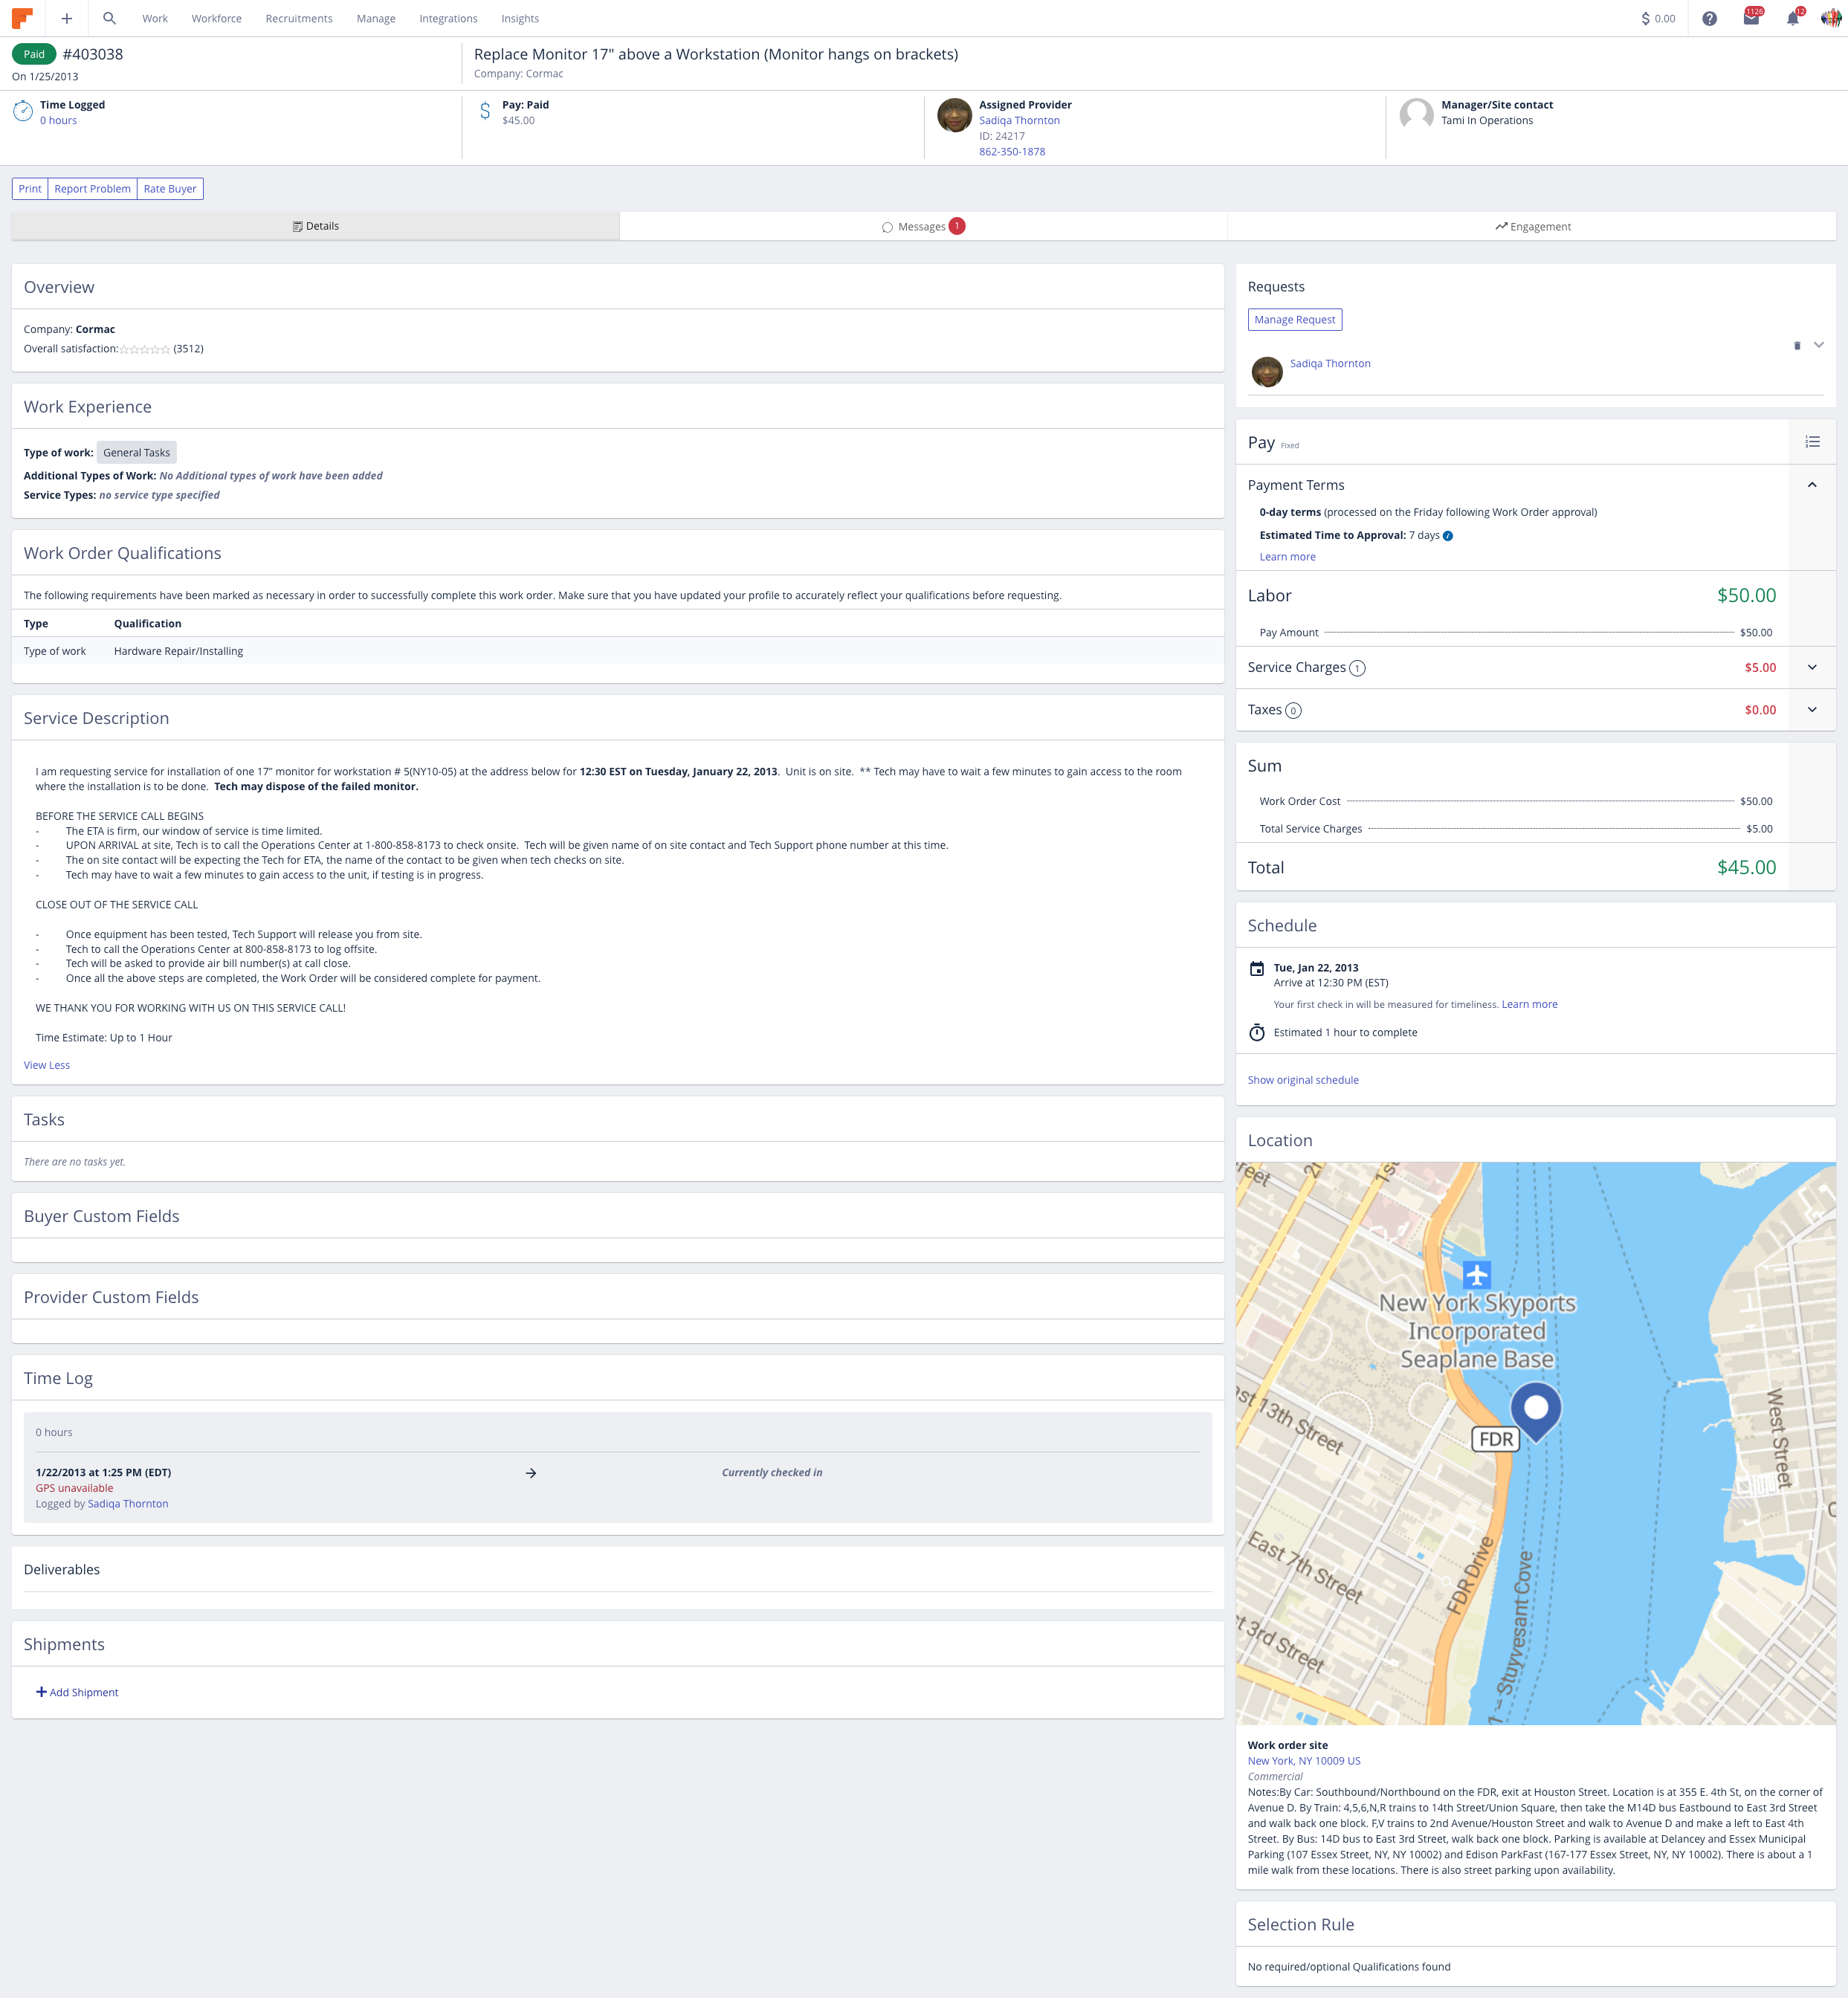 Work Workforce Recruitments Manage Integrations Insights $ 0.00 1126 12
Paid #403038
On 1/25/2013
Replace Monitor 17" above a Workstation (Monitor hangs on brackets)
Company: Cormac
Time Logged
0 hours
Pay: Paid
$45.00
Assigned Provider
Sadiqa Thornton
ID: 24217
862-350-1878
Manager/Site contact
Tami In Operations
Print Report Problem Rate Buyer
Details Messages 1 Engagement
Overview
Company: Cormac
Overall satisfaction: (3512)
Work Experience
Type of work: General Tasks
Additional Types of Work: No Additional types of work have been added
Service Types: no service type specified
Work Order Qualifications
The following requirements have been marked as necessary in order to successfully complete this work order. Make sure that you have updated your profile to accurately reflect your qualifications before requesting.
Type Qualification
Type of work Hardware Repair/Installing
Service Description
I am requesting service for installation of one 17" monitor for workstation # 5(NY10-05) at the address below for 12:30 EST on Tuesday, January 22, 2013. Unit is on site. ** Tech may have to wait a few minutes to gain access to the room
where the installation is to be done. Tech may dispose of the failed monitor.
BEFORE THE SERVICE CALL BEGINS
- The ETA is firm, our window of service is time limited.
- UPON ARRIVAL at site, Tech is to call the Operations Center at 1-800-858-8173 to check onsite. Tech will be given name of on site contact and Tech Support phone number at this time.
- The on site contact will be expecting the Tech for ETA, the name of the contact to be given when tech checks on site.
- Tech may have to wait a few minutes to gain access to the unit, if testing is in progress.
CLOSE OUT OF THE SERVICE CALL
- Once equipment has been tested, Tech Support will release you from site.
- Tech to call the Operations Center at 800-858-8173 to log offsite.
- Tech will be asked to provide air bill number(s) at call close.
- Once all the above steps are completed, the Work Order will be considered complete for payment.
WE THANK YOU FOR WORKING WITH US ON THIS SERVICE CALL!
Time Estimate: Up to 1 Hour
View Less
Tasks
There are no tasks yet.
Buyer Custom Fields
Provider Custom Fields
Time Log
0 hours
1/22/2013 at 1:25 PM (EDT) Currently checked in
GPS unavailable
Logged by Sadiqa Thornton
Deliverables
Shipments
Add Shipment
Requests
Manage Request
Sadiqa Thornton
Pay Fixed
Payment Terms
0-day terms (processed on the Friday following Work Order approval)
Estimated Time to Approval: 7 days i
Learn more
Labor $50.00
Pay Amount $50.00
Service Charges 1 $5.00
Taxes 0 $0.00
Sum
Work Order Cost $50.00
Total Service Charges $5.00
Total $45.00
Schedule
Tue, Jan 22, 2013
Arrive at 12:30 PM (EST)
Your first check in will be measured for timeliness. Learn more
Estimated 1 hour to complete
Show original schedule
Location
New York Skyports
Incorporated
Seaplane Base
FDR
West Street
st 13th Street
East 7th Street
FDR Drive
Stuyvesant Cove
t 3rd Street
Work order site
New York, NY 10009 US
Commercial
Notes:By Car: Southbound/Northbound on the FDR, exit at Houston Street. Location is at 355 E. 4th St, on the corner of
Avenue D. By Train: 4,5,6,N,R trains to 14th Street/Union Square, then take the M14D bus Eastbound to East 3rd Street
and walk back one block. F,V trains to 2nd Avenue/Houston Street and walk to Avenue D and make a left to East 4th
Street. By Bus: 14D bus to East 3rd Street, walk back one block. Parking is available at Delancey and Essex Municipal
Parking (107 Essex Street, NY, NY 10002) and Edison ParkFast (167-177 Essex Street, NY, NY 10002). There is about a 1
mile walk from these locations. There is also street parking upon availability.
Selection Rule
No required/optional Qualifications found